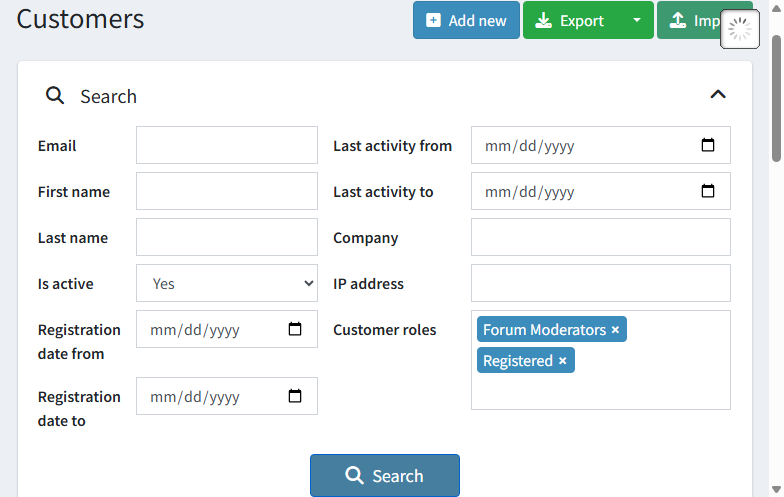 Customers
Add new
Export
Imp
Search
Email
Last activity from
mm/dd/yyyy
First name
Last activity to
mm/dd/yyyy
Last name
Company
Is active
Yes
IP address
Registration
date from
mm/dd/yyyy
Customer roles
Forum Moderators ×
Registered ×
Registration
date to
mm/dd/yyyy
Search